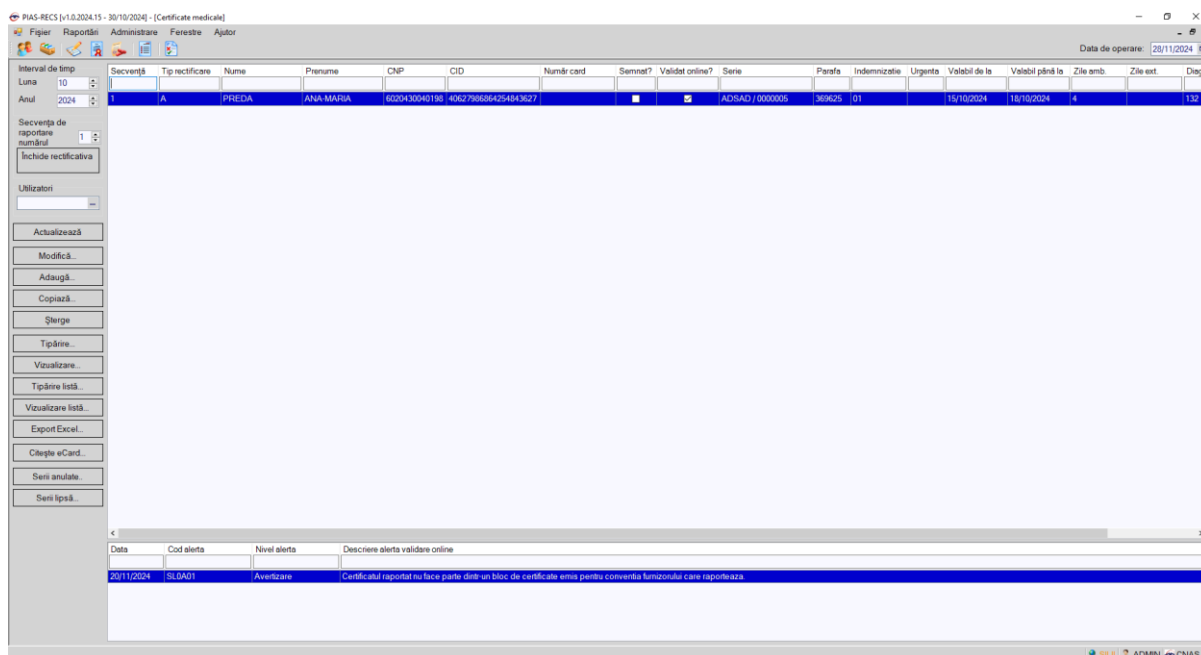 PIAS-RECS [v1.0.2024.15 - 30/10/2024] - [Certificate medicale]
Fişier Raportări Administrare Ferestre Ajutor
Data de operare: 28/11/2024
Interval de timp
Luna 10
Anul 2024
Secvenţa de
raportare
numărul 1
Închide rectificativa
Utilizatori
...
Actualizează
Modifică...
Adaugă...
Copiază...
Şterge
Tipărire...
Vizualizare...
Tipărire listă...
Vizualizare listă...
Export Excel...
Citeşte eCard...
Serii anulate...
Serii lipsă...
Secvenţă Tip rectificare Nume Prenume CNP CID Număr card Semnat? Validat online? Serie Parafa Indemnizatie Urgenta Valabil de la Valabil până la Zile amb. Zile ext. Diag
1 A PREDA ANA-MARIA 6020430040198 40627986864254843627 ADSAD / 0000005 369625 01 15/10/2024 18/10/2024 4 132
Data Cod alerta Nivel alerta Descriere alerta validare online
20/11/2024 SL0A01 Avertizare Certificatul raportat nu face parte dintr-un bloc de certificate emis pentru conventia furnizorului care raporteaza.
ADMIN CNAS